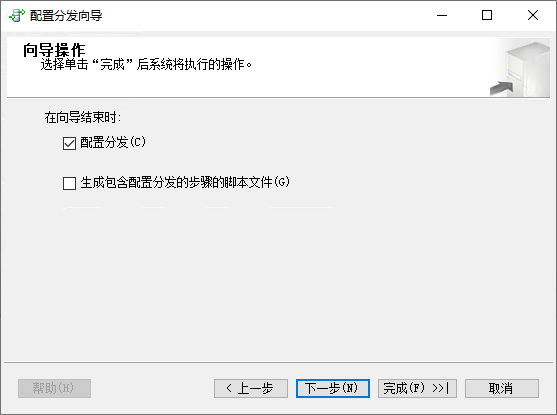 配置分发向导
向导操作
选择单击“完成”后系统将执行的操作。
在向导结束时:
配置分发(C)
生成包含配置分发的步骤的脚本文件(G)
帮助(H)
< 上一步
下一步(N)
完成(F) >>|
取消